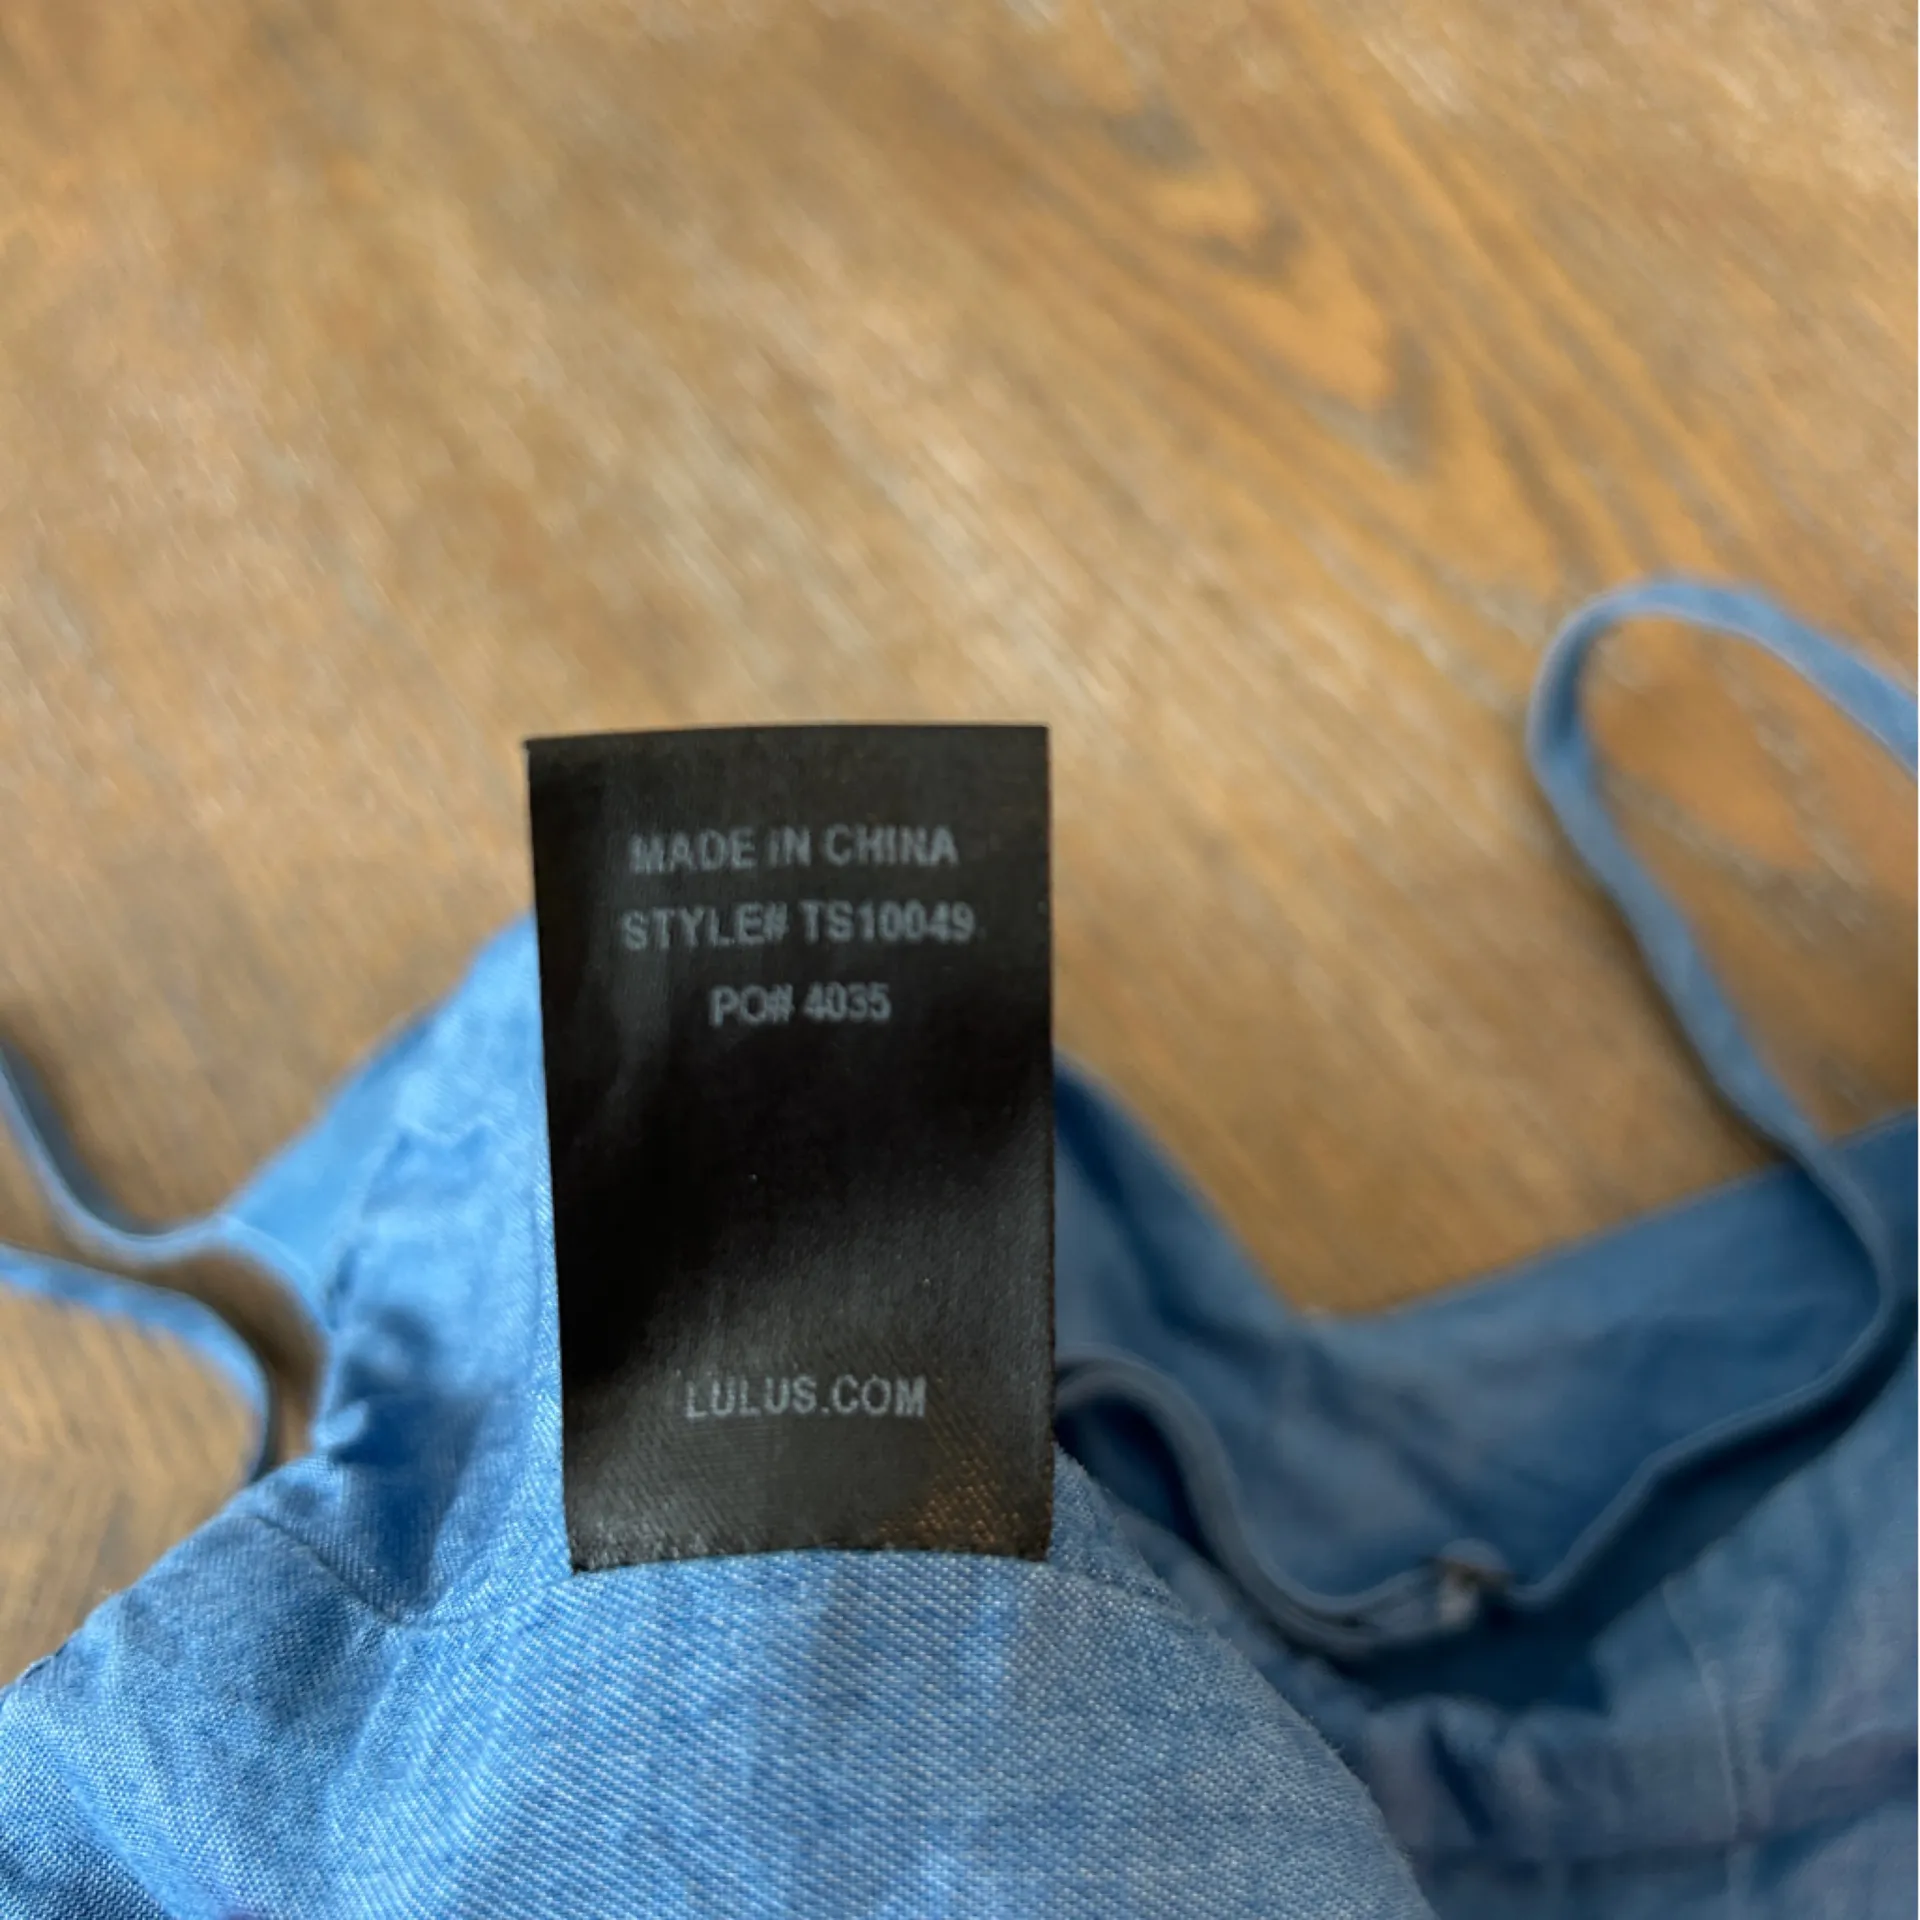 MADE IN CHINA
STYLE# TS10049
PO# 4035
LULUS.COM